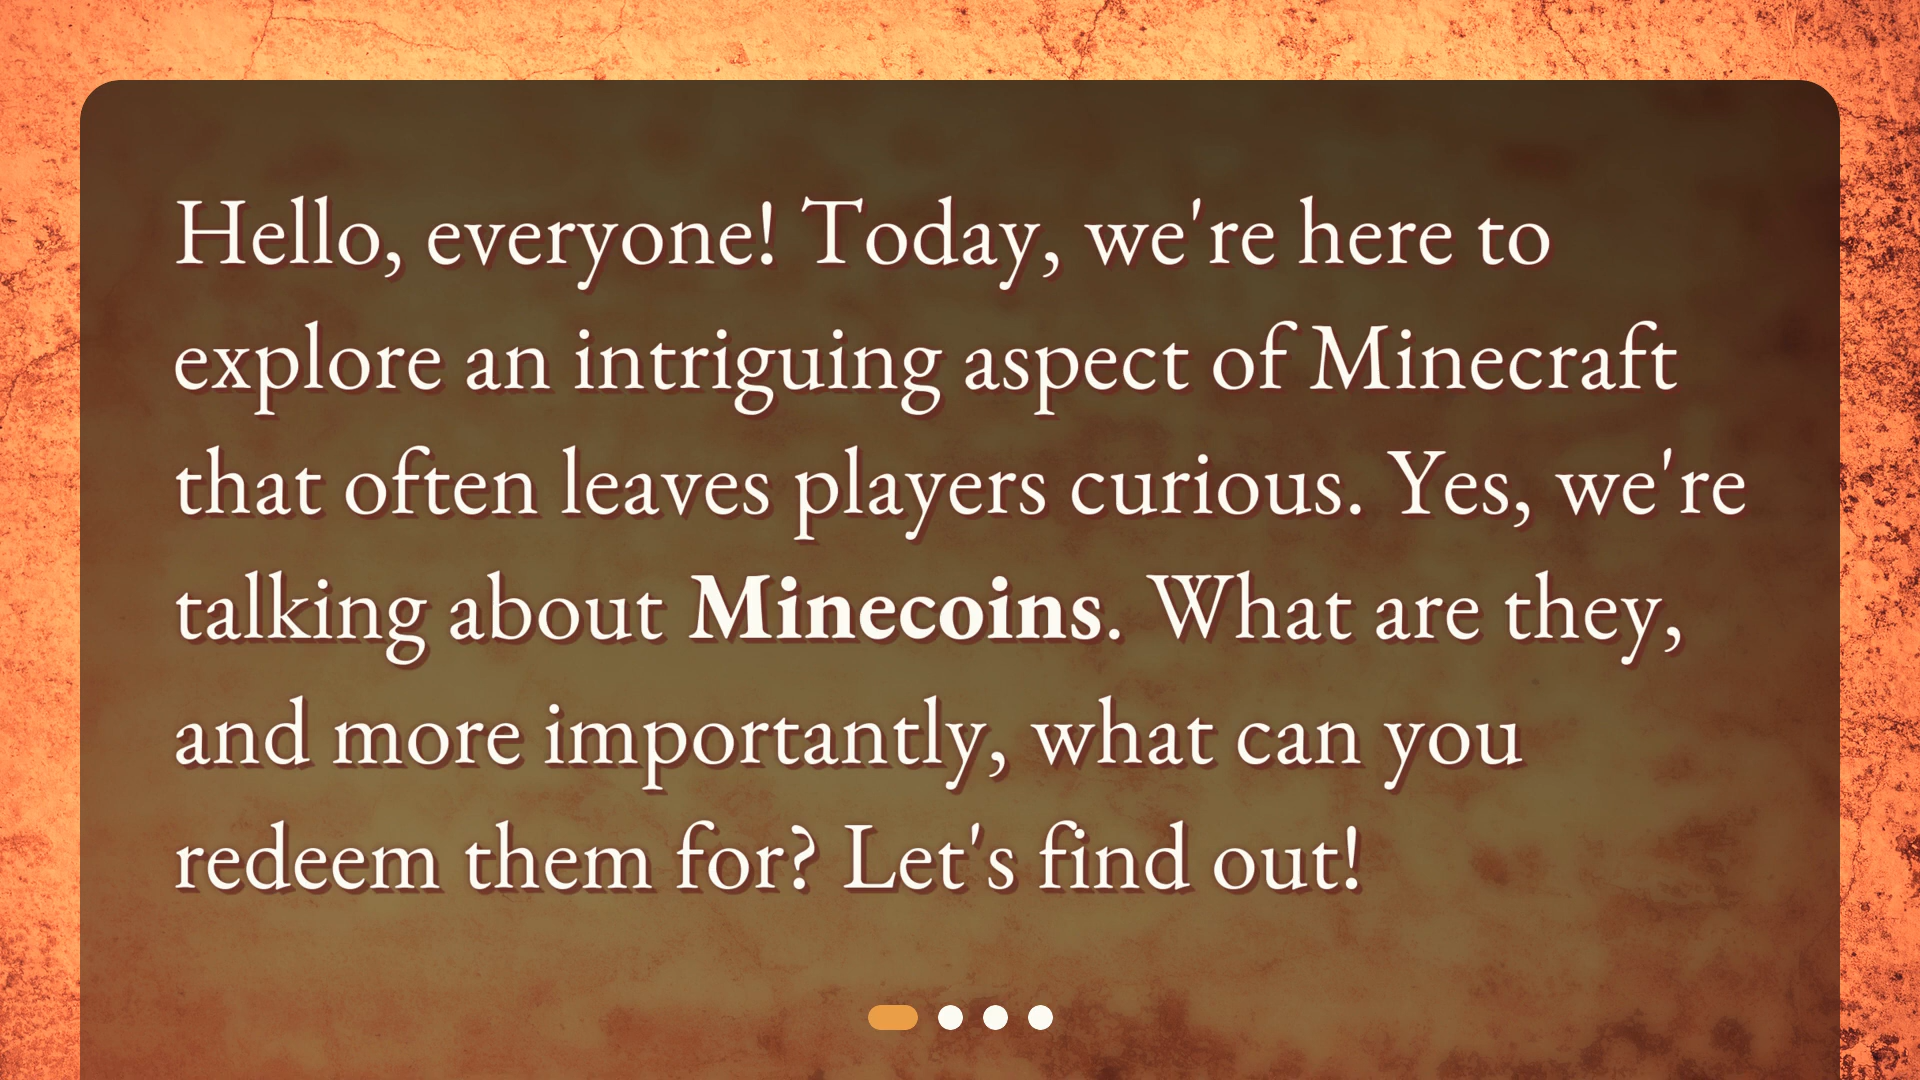 Hello, everyone! Today, we're here to
explore an intriguing aspect of Minecraft
that often leaves players curious. Yes, we're
talking about Minecoins. What are they,
and more importantly, what can you
redeem them for? Let's find out!